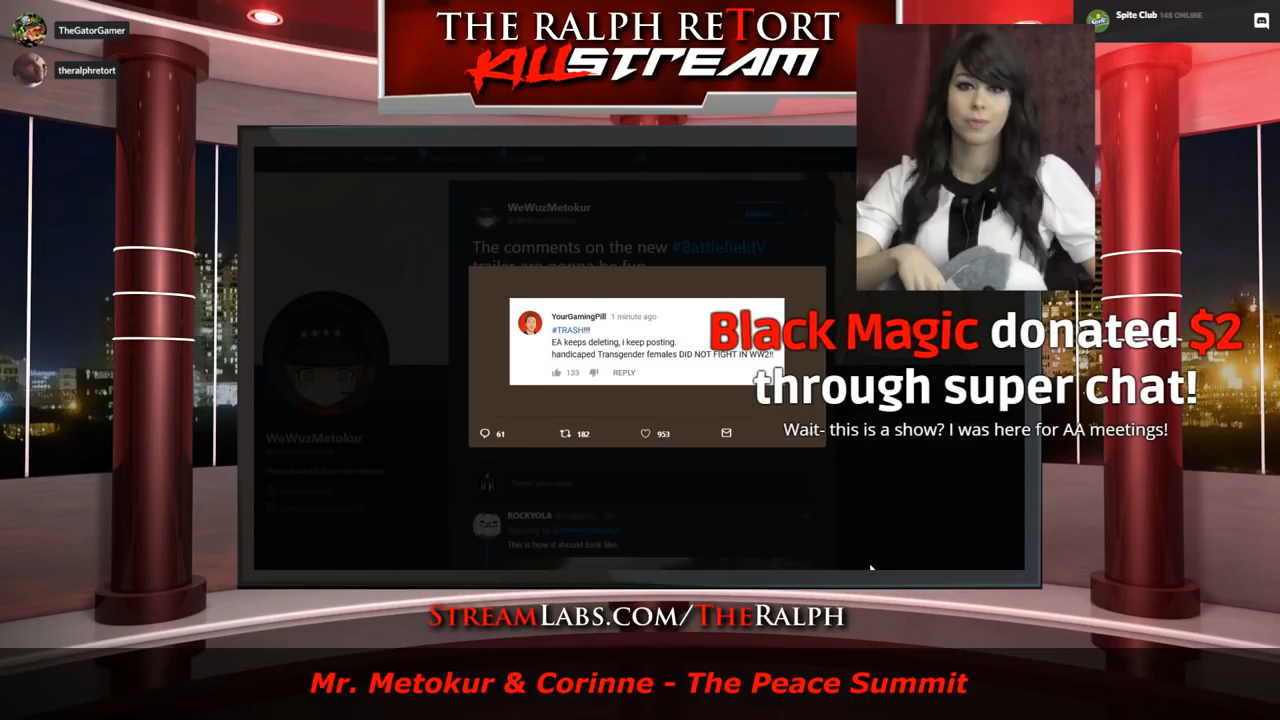 TheGatorGamer
theralphretort
THE RALPH RETORT
KILLSTREAM
Spite Club 148 ONLINE
WeWuzMetokur
The comments on the new #BattlefieldV
trailer are gonna be fun
YourGamingPill 1 minute ago
#TRASH!!!
EA keeps deleting, i keep posting.
handicaped Transgender females DID NOT FIGHT IN WW2!!
133 REPLY
61 182 953
Black Magic donated $2
through super chat!
Wait- this is a show? I was here for AA meetings!
WeWuzMetokur
ROCKYOLA
This is how it should look like.
STREAMLABS.COM/THERALPH
Mr. Metokur & Corinne - The Peace Summit